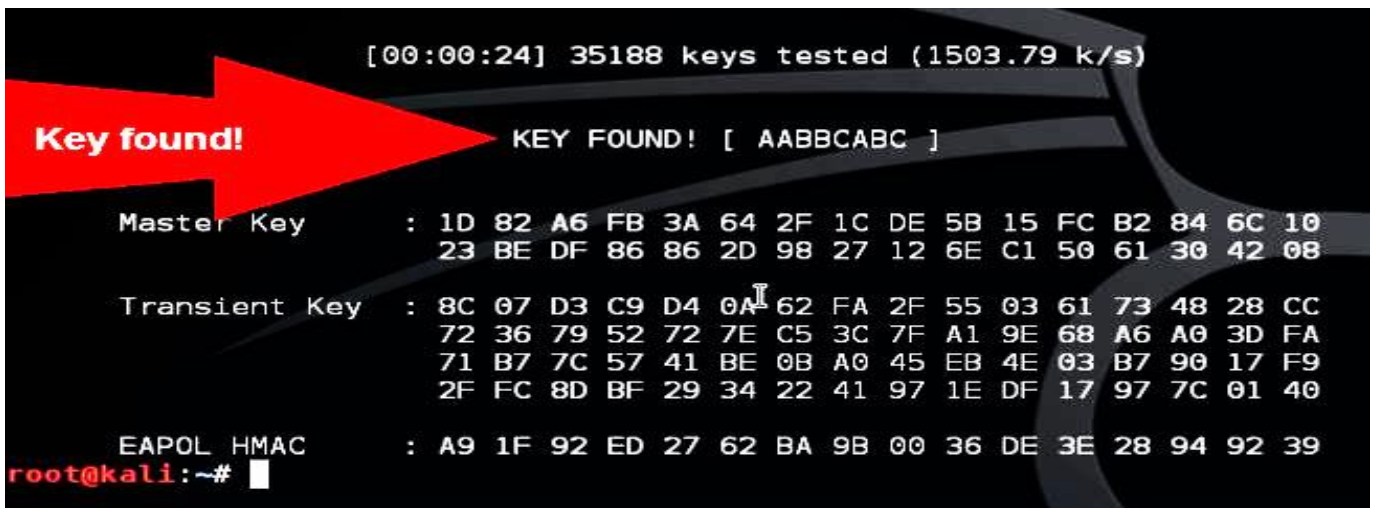 [00:00:24] 35188 keys tested (1503.79 k/s)
Key found!
KEY FOUND! [ AABBCABC ]
Master Key : 1D 82 A6 FB 3A 64 2F 1C DE 5B 15 FC B2 84 6C 10
23 BE DF 86 86 2D 98 27 12 6E C1 50 61 30 42 08
Transient Key : 8C 07 D3 C9 D4 0A 62 FA 2F 55 03 61 73 48 28 CC
72 36 79 52 72 7E C5 3C 7F A1 9E 68 A6 A0 3D FA
71 B7 7C 57 41 BE 0B A0 45 EB 4E 03 B7 90 17 F9
2F FC 8D BF 29 34 22 41 97 1E DF 17 97 7C 01 40
EAPOL HMAC : A9 1F 92 ED 27 62 BA 9B 00 36 DE 3E 28 94 92 39
root@kali:~#